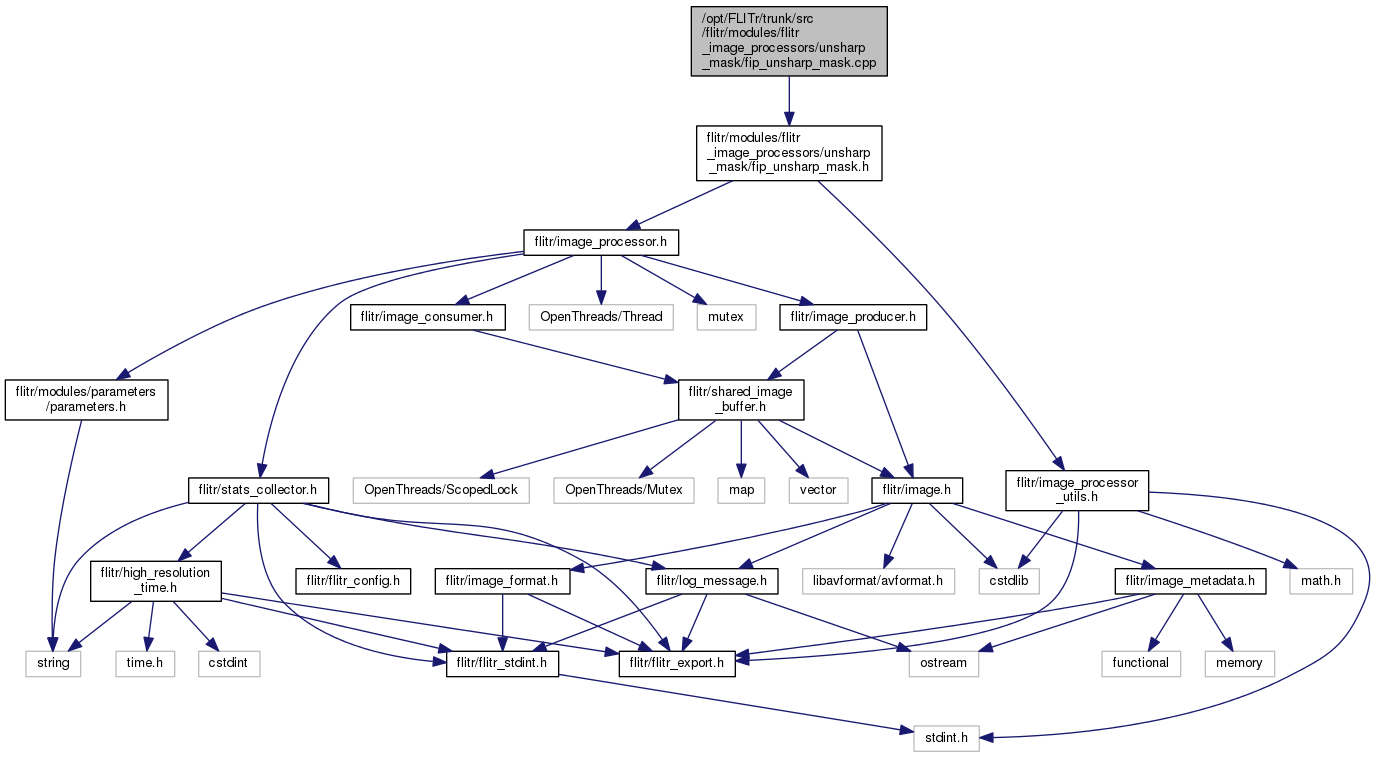 /opt/FLITr/trunk/src
/flitr/modules/flitr
_image_processors/unsharp
_mask/fip_unsharp_mask.cpp
flitr/modules/flitr
_image_processors/unsharp
_mask/fip_unsharp_mask.h
flitr/image_processor.h
flitr/image_consumer.h
OpenThreads/Thread
mutex
flitr/image_producer.h
flitr/modules/parameters
/parameters.h
flitr/shared_image
_buffer.h
flitr/stats_collector.h
OpenThreads/ScopedLock
OpenThreads/Mutex
map
vector
flitr/image.h
flitr/image_processor
_utils.h
flitr/high_resolution
_time.h
flitr/flitr_config.h
flitr/image_format.h
flitr/log_message.h
libavformat/avformat.h
cstdlib
flitr/image_metadata.h
math.h
string
time.h
cstdint
flitr/flitr_stdint.h
flitr/flitr_export.h
ostream
functional
memory
stdint.h